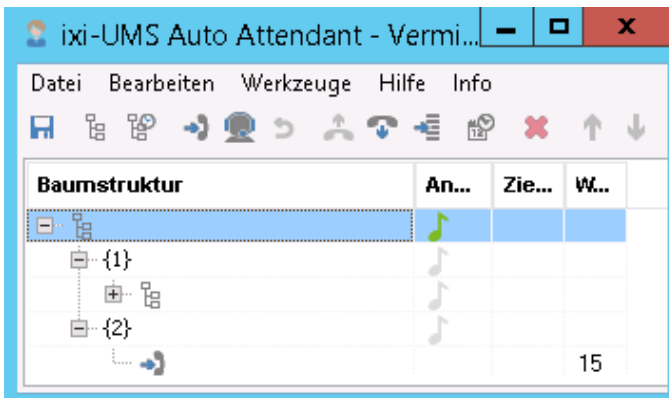 ixi-UMS Auto Attendant - Vermi...
Datei Bearbeiten Werkzeuge Hilfe Info
Baumstruktur An... Zie... W...
{1}
{2}
15